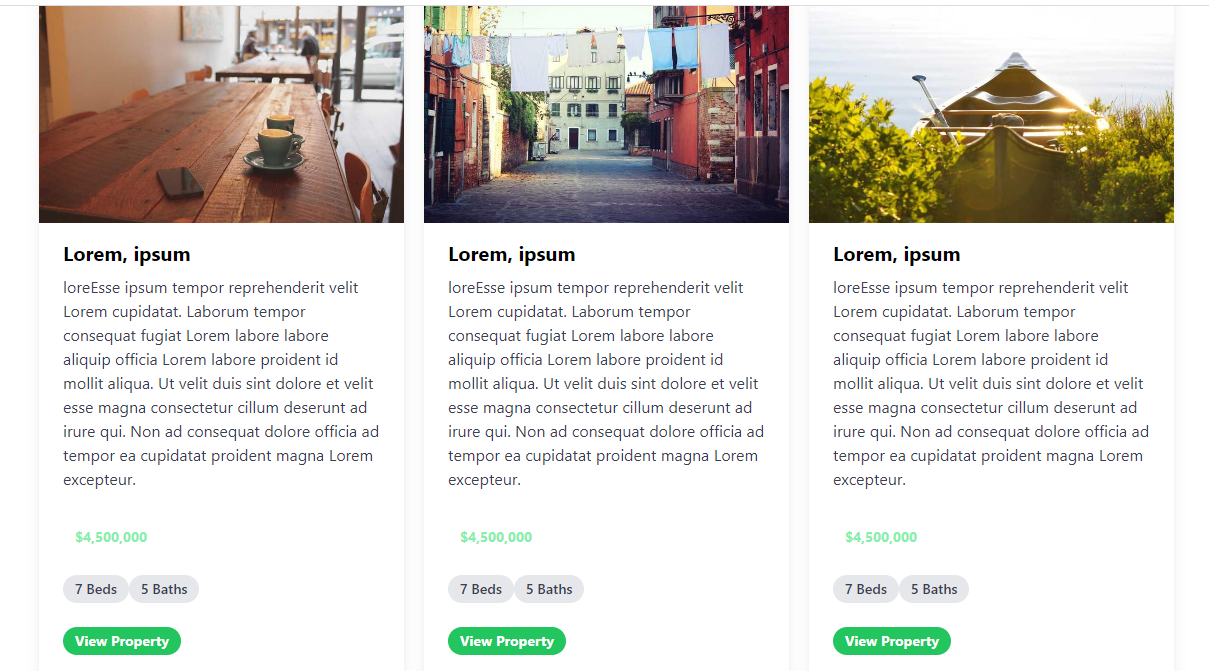 Lorem, ipsum
loreEsse ipsum tempor reprehenderit velit
Lorem cupidatat. Laborum tempor
consequat fugiat Lorem labore labore
aliquip officia Lorem labore proident id
mollit aliqua. Ut velit duis sint dolore et velit
esse magna consectetur cillum deserunt ad
irure qui. Non ad consequat dolore officia ad
tempor ea cupidatat proident magna Lorem
excepteur.
$4,500,000
7 Beds
5 Baths
View Property
Lorem, ipsum
loreEsse ipsum tempor reprehenderit velit
Lorem cupidatat. Laborum tempor
consequat fugiat Lorem labore labore
aliquip officia Lorem labore proident id
mollit aliqua. Ut velit duis sint dolore et velit
esse magna consectetur cillum deserunt ad
irure qui. Non ad consequat dolore officia ad
tempor ea cupidatat proident magna Lorem
excepteur.
$4,500,000
7 Beds
5 Baths
View Property
Lorem, ipsum
loreEsse ipsum tempor reprehenderit velit
Lorem cupidatat. Laborum tempor
consequat fugiat Lorem labore labore
aliquip officia Lorem labore proident id
mollit aliqua. Ut velit duis sint dolore et velit
esse magna consectetur cillum deserunt ad
irure qui. Non ad consequat dolore officia ad
tempor ea cupidatat proident magna Lorem
excepteur.
$4,500,000
7 Beds
5 Baths
View Property